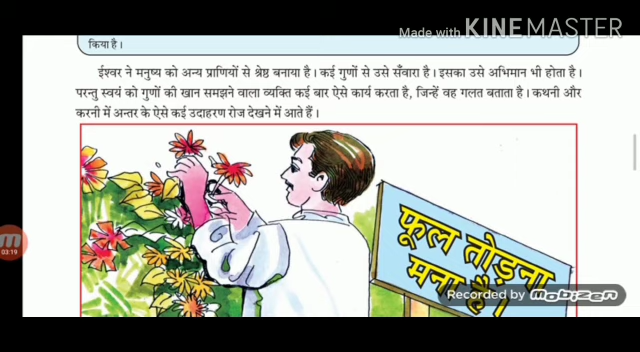 Made with KINEMASTER
किया है।
ईश्वर ने मनुष्य को अन्य प्राणियों से श्रेष्ठ बनाया है। कई गुणों से उसे सँवारा है। इसका उसे अभिमान भी होता है।
परन्तु स्वयं को गुणों की खान समझने वाला व्यक्ति कई बार ऐसे कार्य करता है, जिन्हें वह गलत बताता है। कथनी और
करनी में अन्तर के ऐसे कई उदाहरण रोज देखने में आते हैं।
फूल तोड़ना
मना है।
03:19
Recorded by mobizen